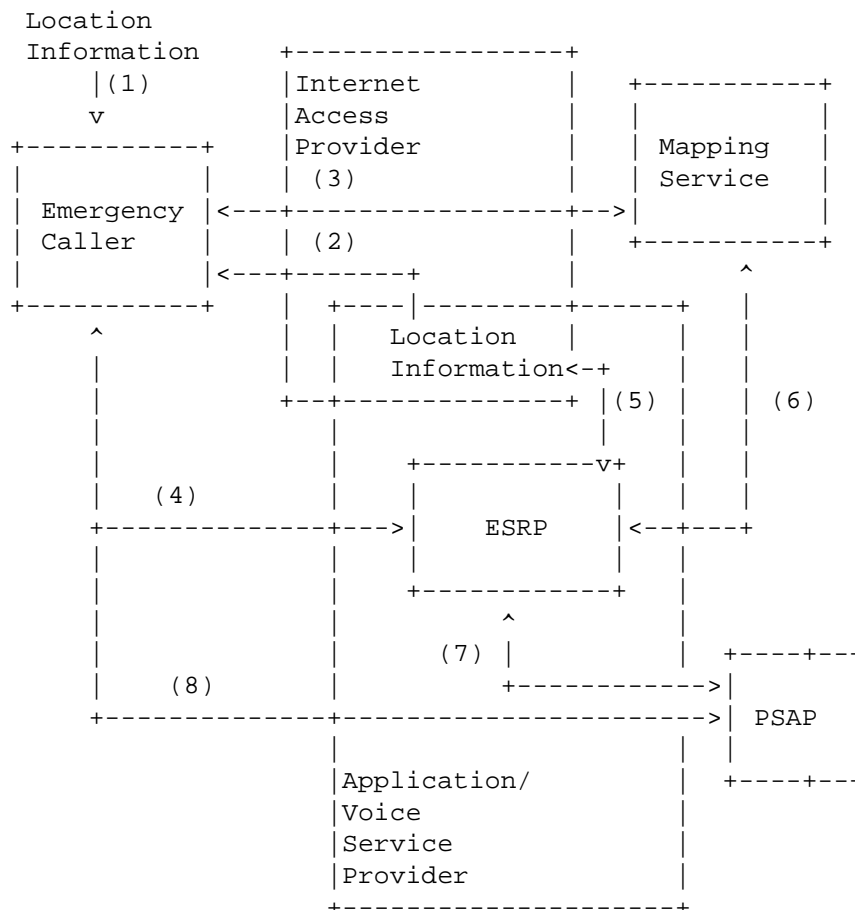 Location
Information
(1)
Internet
Access
Provider
Mapping
Service
(3)
Emergency
Caller
(2)
Location
Information
(5)
(6)
(4)
ESRP
(7)
(8)
PSAP
Application/
Voice
Service
Provider